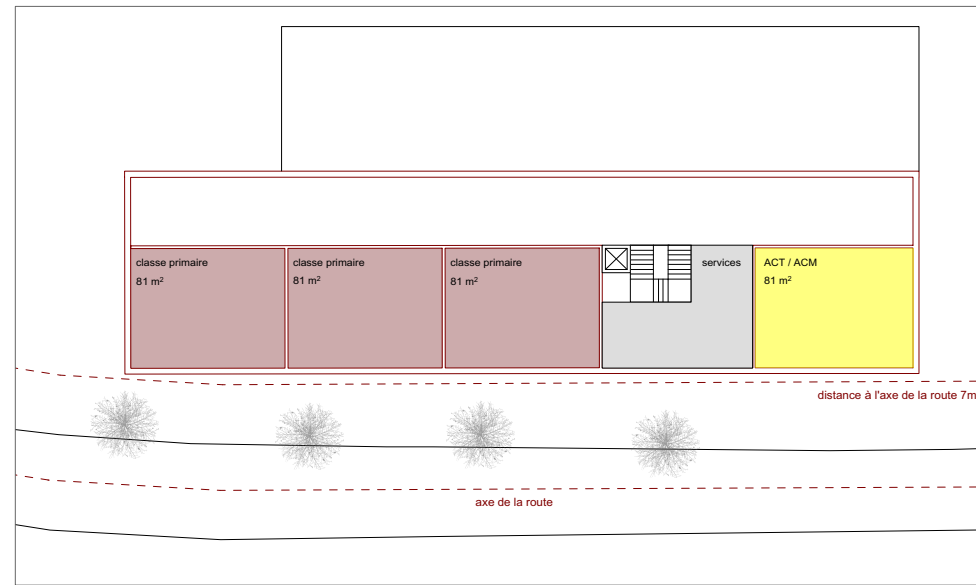 classe primaire
81 m²
classe primaire
81 m²
classe primaire
81 m²
services
ACT / ACM
81 m²
distance à l'axe de la route 7m
axe de la route